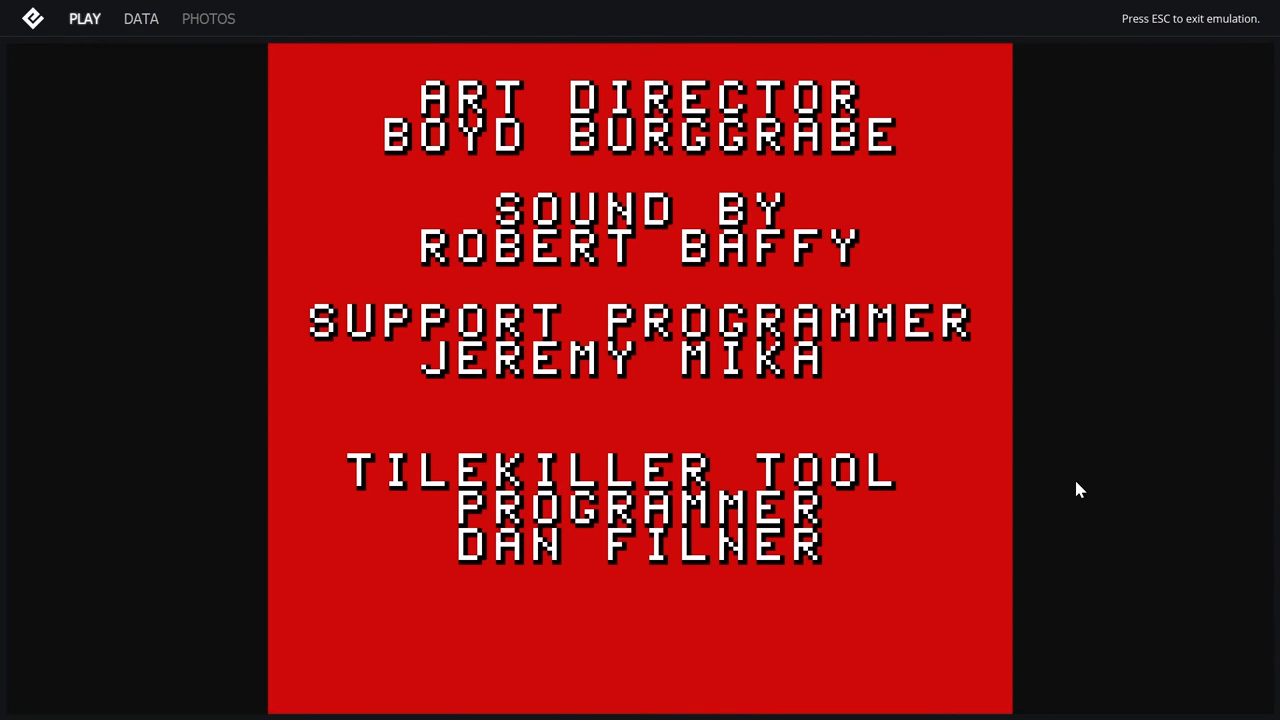 PLAY DATA PHOTOS Press ESC to exit emulation.
ART DIRECTOR
BOYD BURGGRABE
SOUND BY
ROBERT BAFFY
SUPPORT PROGRAMMER
JEREMY MIKA
TILEKILLER TOOL
PROGRAMMER
DAN FILNER